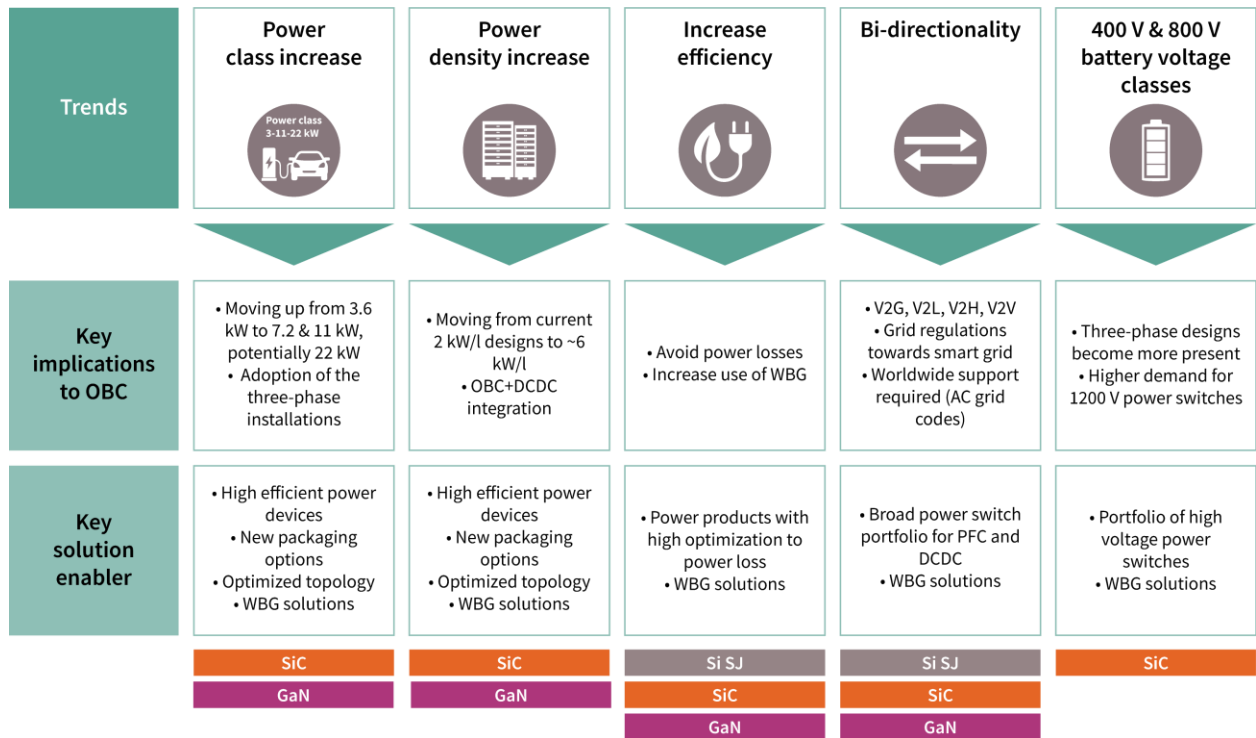 Trends
Power
class increase
Power class
3-11-22 kW
Power
density increase
Increase
efficiency
Bi-directionality
400 V & 800 V
battery voltage
classes
Key
implications
to OBC
• Moving up from 3.6
kW to 7.2 & 11 kW,
potentially 22 kW
• Adoption of the
three-phase
installations
• Moving from current
2 kW/l designs to ~6
kW/l
• OBC+DCDC
integration
• Avoid power losses
• Increase use of WBG
• V2G, V2L, V2H, V2V
• Grid regulations
towards smart grid
• Worldwide support
required (AC grid
codes)
• Three-phase designs
become more present
• Higher demand for
1200 V power switches
Key
solution
enabler
• High efficient power
devices
• New packaging
options
• Optimized topology
• WBG solutions
• High efficient power
devices
• New packaging
options
• Optimized topology
• WBG solutions
• Power products with
high optimization to
power loss
• WBG solutions
• Broad power switch
portfolio for PFC and
DCDC
• WBG solutions
• Portfolio of high
voltage power
switches
• WBG solutions
SiC
GaN
SiC
GaN
Si SJ
SiC
GaN
Si SJ
SiC
GaN
SiC